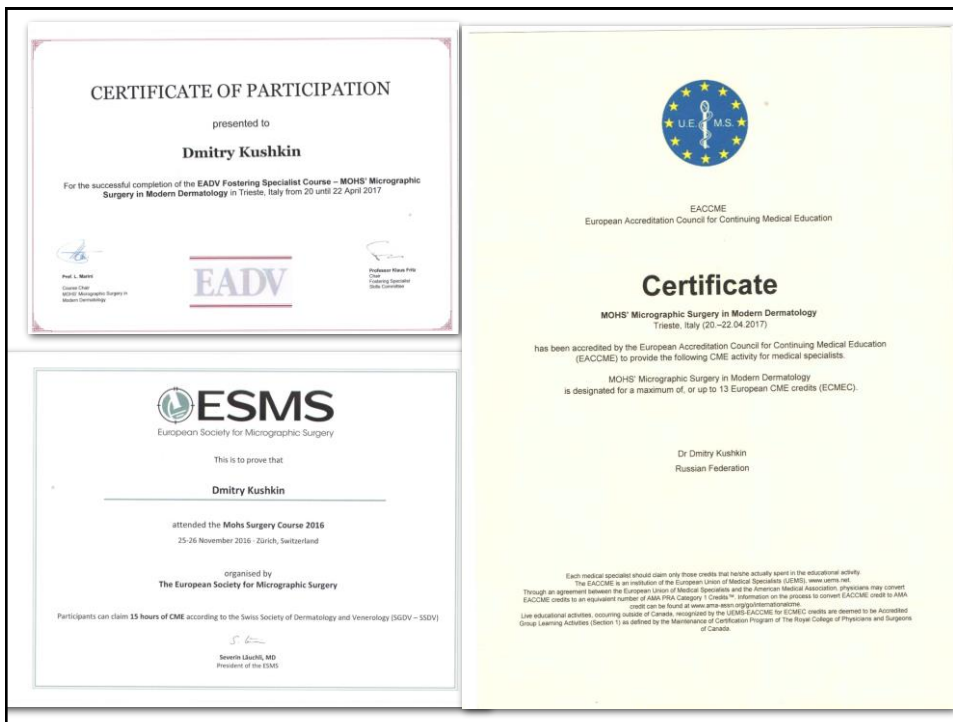 CERTIFICATE OF PARTICIPATION
presented to
Dmitry Kushkin
For the successful completion of the EADV Fostering Specialist Course – MOHS' Micrographic
Surgery in Modern Dermatology in Trieste, Italy from 20 until 22 April 2017
Prof. L. Marini
Course Chair
MOHS' Micrographic Surgery in
Modern Dermatology
EADV
Professor Klaus Fritz
Chair
Fostering Specialist
Skills Committee
ESMS
European Society for Micrographic Surgery
This is to prove that
Dmitry Kushkin
attended the Mohs Surgery Course 2016
25-26 November 2016 - Zürich, Switzerland
organised by
The European Society for Micrographic Surgery
Participants can claim 15 hours of CME according to the Swiss Society of Dermatology and Venerology (SGDV – SSDV)
Severin Läuchli, MD
President of the ESMS
U.E. M.S.
EACCME
European Accreditation Council for Continuing Medical Education
Certificate
MOHS' Micrographic Surgery in Modern Dermatology
Trieste, Italy (20.–22.04.2017)
has been accredited by the European Accreditation Council for Continuing Medical Education
(EACCME) to provide the following CME activity for medical specialists.
MOHS' Micrographic Surgery in Modern Dermatology
is designated for a maximum of, or up to 13 European CME credits (ECMEC).
Dr Dmitry Kushkin
Russian Federation
Each medical specialist should claim only those credits that he/she actually spent in the educational activity.
The EACCME is an institution of the European Union of Medical Specialists (UEMS), www.uems.net.
Through an agreement between the European Union of Medical Specialists and the American Medical Association, physicians may convert
EACCME credits to an equivalent number of AMA PRA Category 1 Credits™. Information on the process to convert EACCME credit to AMA
credit can be found at www.ama-assn.org/go/internationalcme.
Live educational activities, occurring outside of Canada, recognized by the UEMS-EACCME for ECMEC credits are deemed to be Accredited
Group Learning Activities (Section 1) as defined by the Maintenance of Certification Program of The Royal College of Physicians and Surgeons
of Canada.